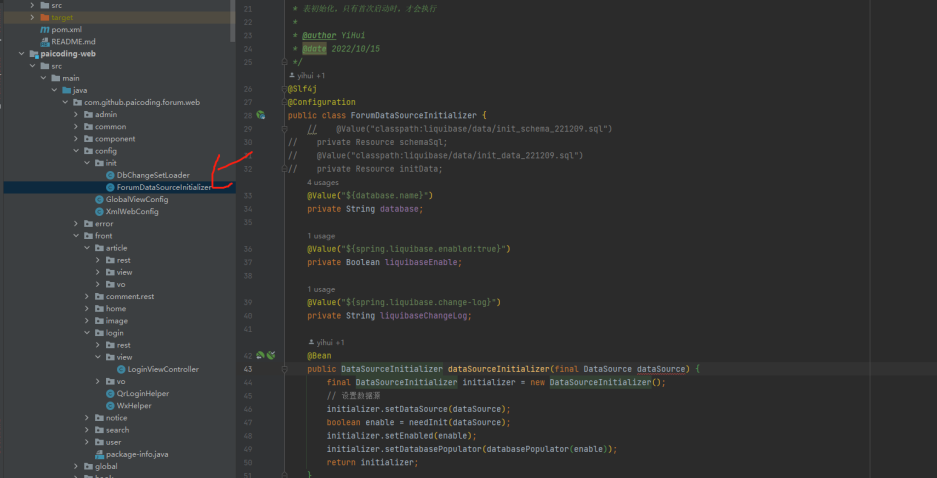 src
target
pom.xml
README.md
paicoding-web
src
main
java
com.github.paicoding.forum.web
admin
common
component
config
init
DbChangeSetLoader
ForumDataSourceInitializer
GlobalViewConfig
XmlWebConfig
error
front
article
rest
view
vo
comment.rest
home
image
login
rest
view
LoginViewController
vo
QrLoginHelper
WxHelper
notice
search
user
package-info.java
global
21 * 表初始化，只有首次启动时，才会执行
22 *
23 * @author YiHui
24 * @date 2022/10/15
25 */
yihui +1
26 @Slf4j
27 @Configuration
28 public class ForumDataSourceInitializer {
29 // @Value("classpath:liquibase/data/init_schema_221209.sql")
30 // private Resource schemaSql;
31 // @Value("classpath:liquibase/data/init_data_221209.sql")
32 // private Resource initData;
4 usages
33 @Value("${database.name}")
34 private String database;
35
1 usage
36 @Value("${spring.liquibase.enabled:true}")
37 private Boolean liquibaseEnable;
38
1 usage
39 @Value("${spring.liquibase.change-log}")
40 private String liquibaseChangeLog;
41
yihui +1
42 @Bean
43 public DataSourceInitializer dataSourceInitializer(final DataSource dataSource) {
44 final DataSourceInitializer initializer = new DataSourceInitializer();
45 // 设置数据源
46 initializer.setDataSource(dataSource);
47 boolean enable = needInit(dataSource);
48 initializer.setEnabled(enable);
49 initializer.setDatabasePopulator(databasePopulator(enable));
50 return initializer;
51 }